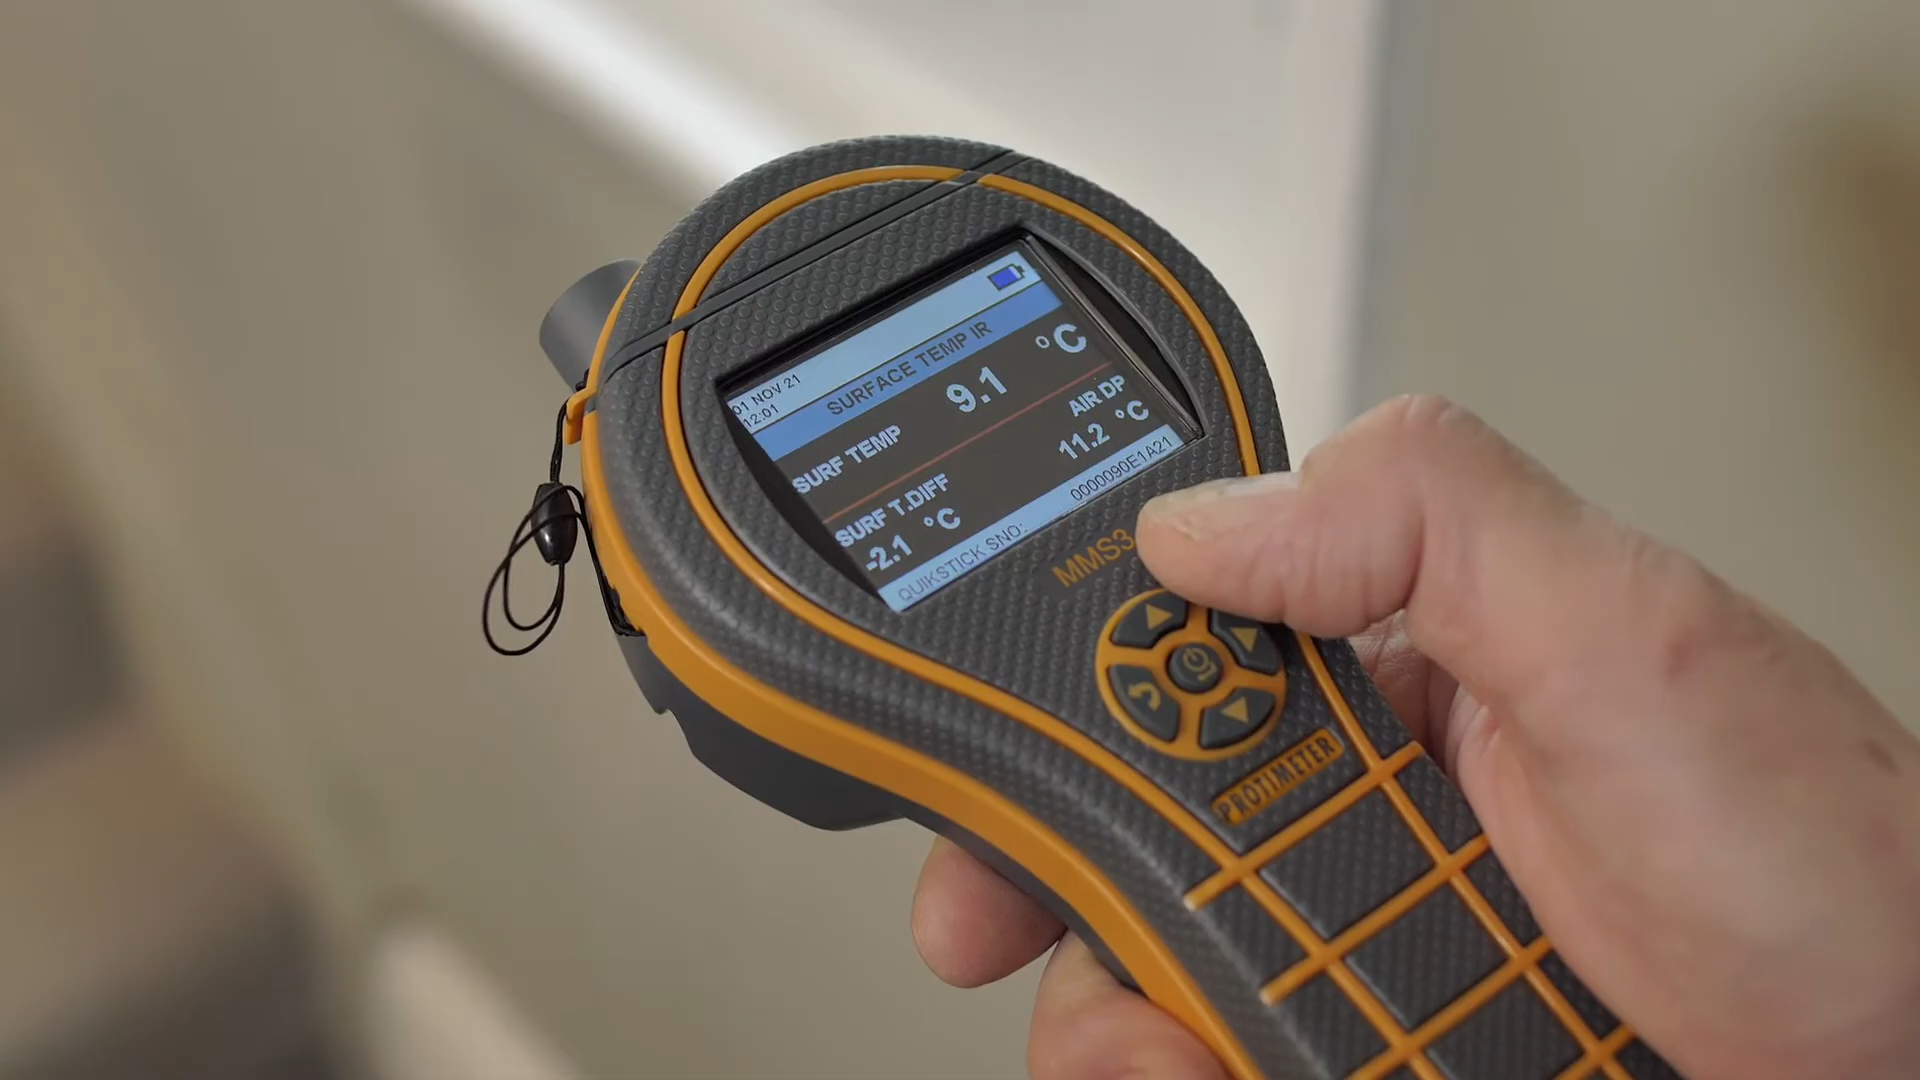 01 NOV 21
12:01
SURFACE TEMP IR
SURF TEMP 9.1 °C
SURF T.DIFF AIR DP
-2.1 °C 11.2 °C
QUIKSTICK SNO: 0000090E1A21
MMS3
PROTIMETER